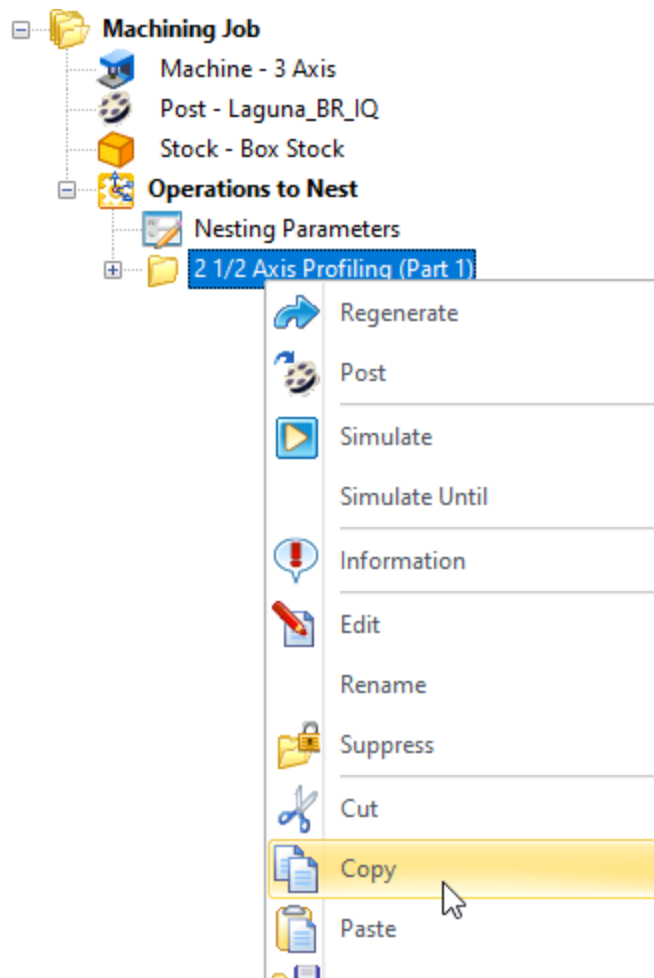 Machining Job
Machine - 3 Axis
Post - Laguna_BR_IQ
Stock - Box Stock
Operations to Nest
Nesting Parameters
2 1/2 Axis Profiling (Part 1)
Regenerate
Post
Simulate
Simulate Until
Information
Edit
Rename
Suppress
Cut
Copy
Paste